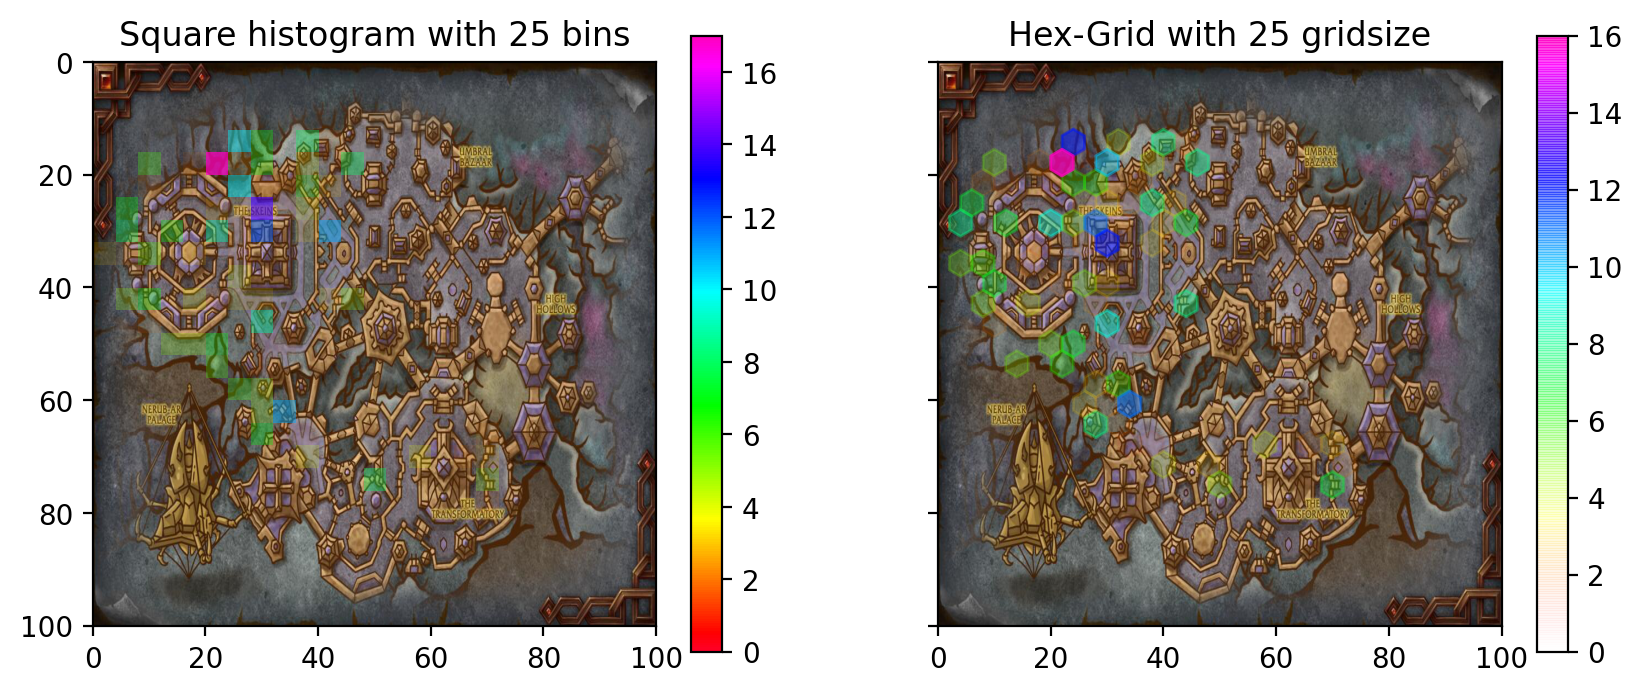 Square histogram with 25 bins
0
20
40
60
80
100
0
20
40
60
80
100
UMBRAL
BAZAAR
THE SKEINS
HIGH
HOLLOWS
NERUB-AR
PALACE
THE
TRANSFORMATORY
16
14
12
10
8
6
4
2
0
Hex-Grid with 25 gridsize
0
20
40
60
80
100
UMBRAL
BAZAAR
THE SKEINS
HIGH
HOLLOWS
NERUB-AR
PALACE
THE
TRANSFORMATORY
16
14
12
10
8
6
4
2
0